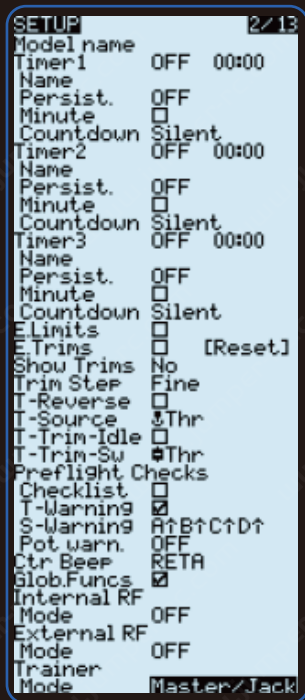 SETUP 2/13
Model name
Timer1 OFF 00:00
Name
Persist. OFF
Minute
Countdown Silent
Timer2 OFF 00:00
Name
Persist. OFF
Minute
Countdown Silent
Timer3 OFF 00:00
Name
Persist. OFF
Minute
Countdown Silent
E.Limits
E.Trims [Reset]
Show Trims No
Trim Step Fine
T-Reverse
T-Source Thr
T-Trim-Idle
T-Trim-Sw Thr
Preflight Checks
Checklist
T-Warning
S-Warning A↑B↑C↑D↑
Pot warn. OFF
Ctr Beep RETA
Glob.Funcs
Internal RF
Mode OFF
External RF
Mode OFF
Trainer
Mode Master/Jack